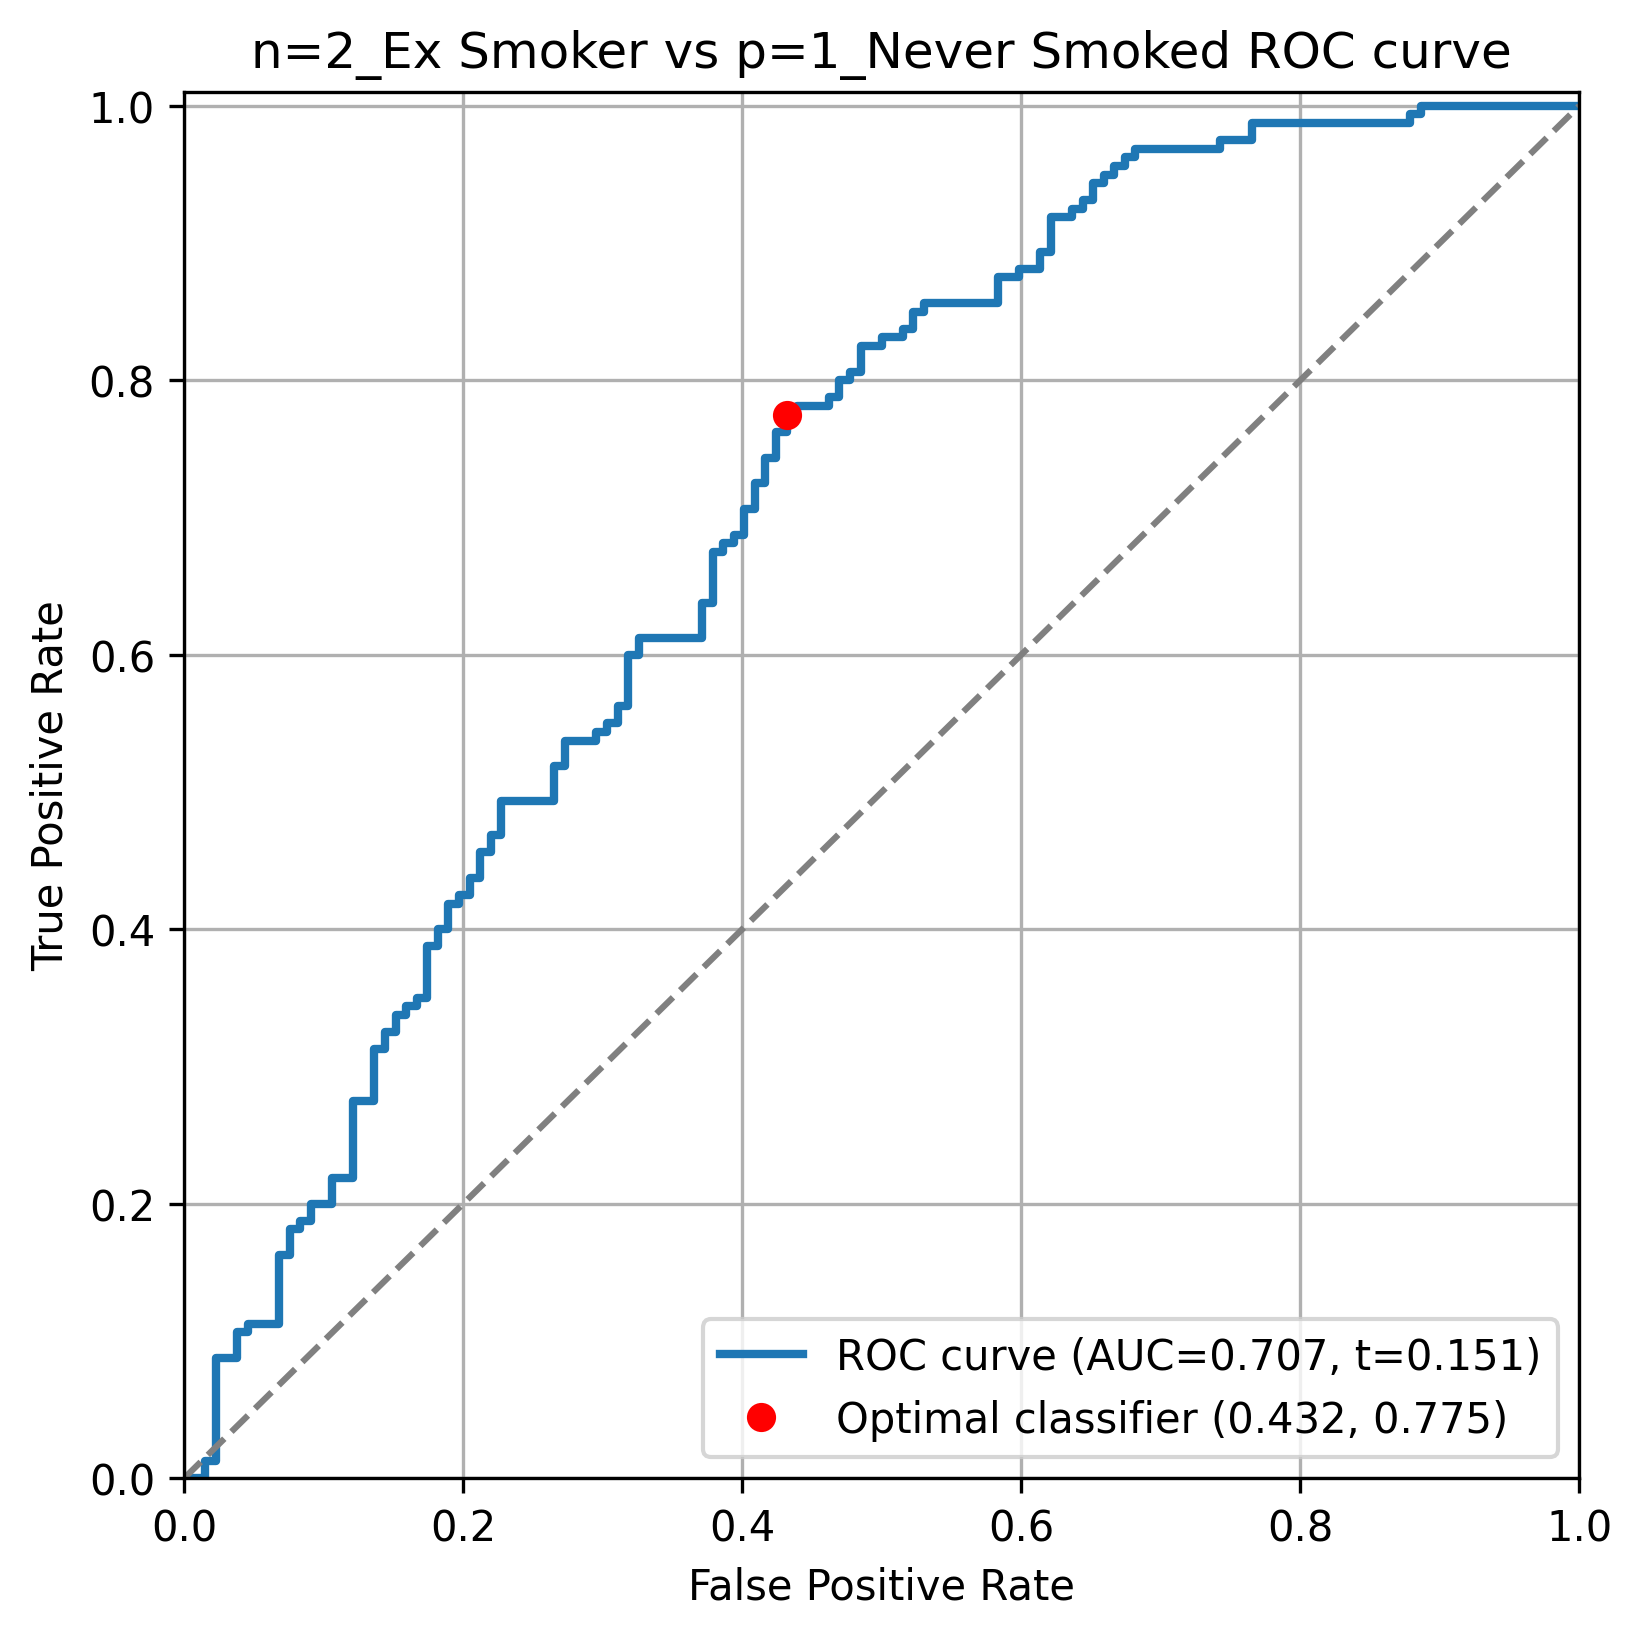 n=2_Ex Smoker vs p=1_Never Smoked ROC curve
1.0
0.8
0.6
0.4
0.2
0.0
True Positive Rate
0.0 0.2 0.4 0.6 0.8 1.0
False Positive Rate
ROC curve (AUC=0.707, t=0.151)
Optimal classifier (0.432, 0.775)